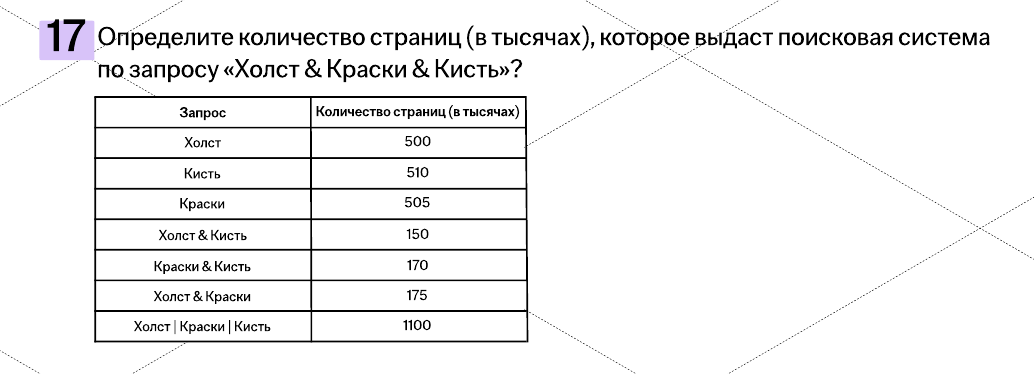 17 Определите количество страниц (в тысячах), которое выдаст поисковая система
по запросу «Холст & Краски & Кисть»?
Запрос Количество страниц (в тысячах)
Холст 500
Кисть 510
Краски 505
Холст & Кисть 150
Краски & Кисть 170
Холст & Краски 175
Холст | Краски | Кисть 1100